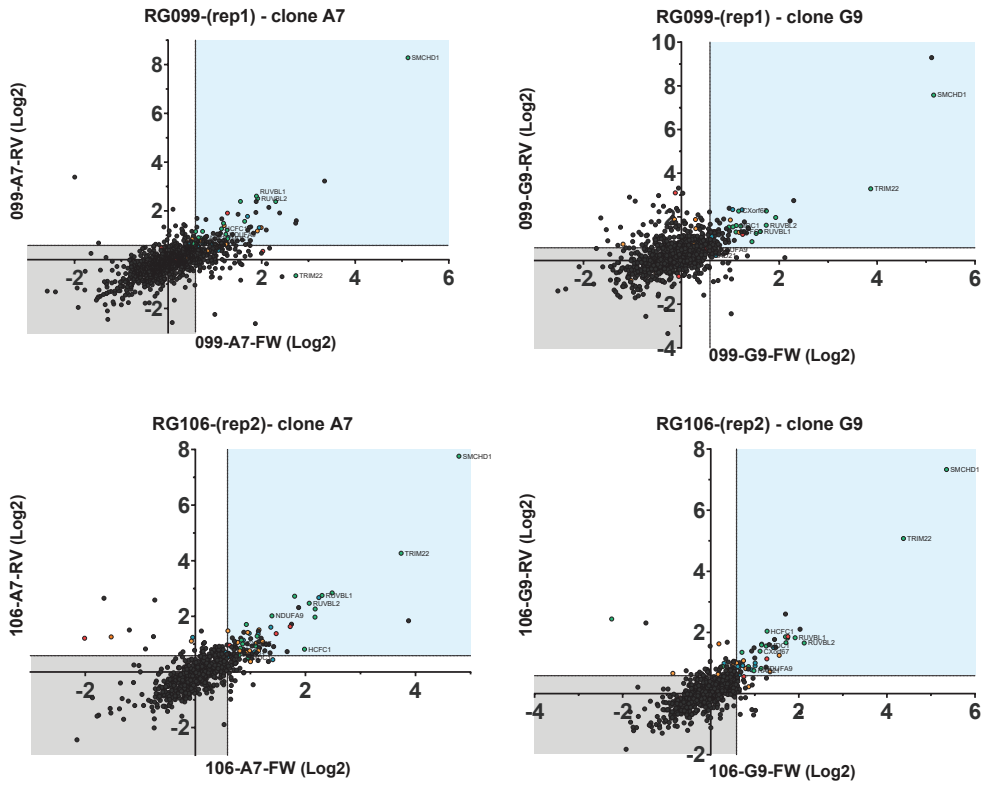 RG099-(rep1) - clone A7
099-A7-RV (Log2)
8
6
4
2
-2
-2
2
4
6
SMCHD1
RUVBL1
RUVBL2
HCFC1
TRIM22
099-A7-FW (Log2)
RG099-(rep1) - clone G9
099-G9-RV (Log2)
10
8
6
4
2
-2
-4
-2
2
4
6
SMCHD1
TRIM22
CXorf67
RUVBL2
RUVBL1
099-G9-FW (Log2)
RG106-(rep2)- clone A7
106-A7-RV (Log2)
8
6
4
2
-2
-2
2
4
SMCHD1
TRIM22
RUVBL1
RUVBL2
NDUFA9
HCFC1
106-A7-FW (Log2)
RG106-(rep2) - clone G9
106-G9-RV (Log2)
8
6
4
2
-2
-4
-2
2
4
6
SMCHD1
TRIM22
HCFC1
RUVBL1
RUVBL2
CXorf67
NDUFA9
106-G9-FW (Log2)